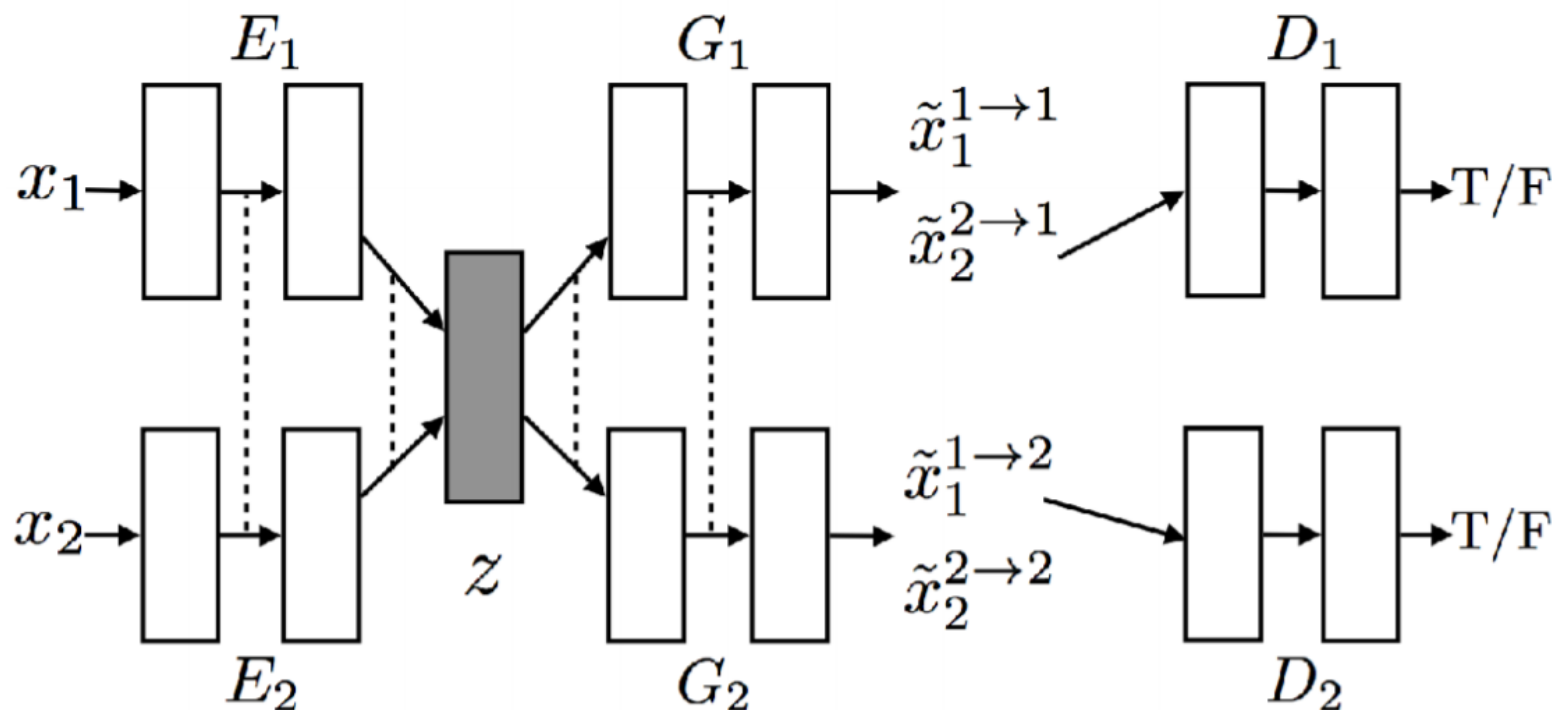 E₁ G₁ D₁
x₁ x̃₁^{1→1} T/F
x̃₂^{2→1}
x₂ x̃₁^{1→2} T/F
z x̃₂^{2→2}
E₂ G₂ D₂